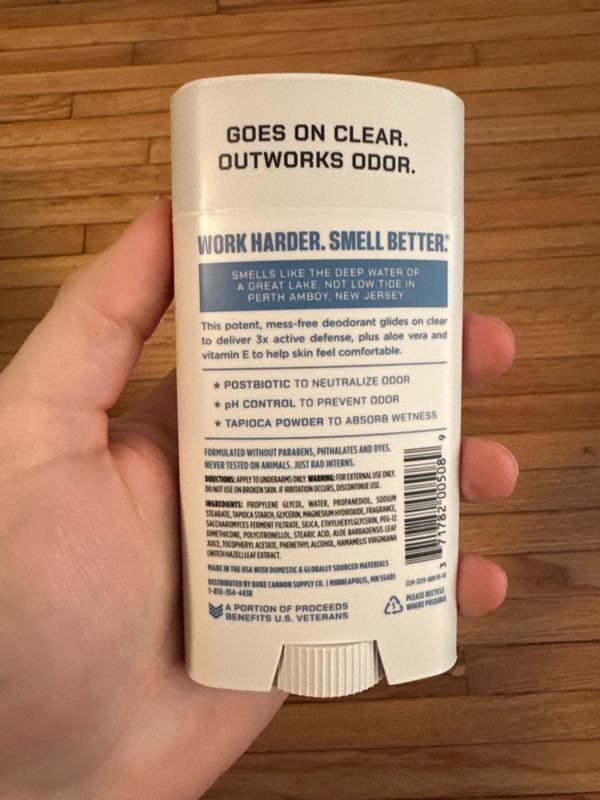 GOES ON CLEAR.
OUTWORKS ODOR.
WORK HARDER. SMELL BETTER.®
SMELLS LIKE THE DEEP WATER OF
A GREAT LAKE, NOT LOW TIDE IN
PERTH AMBOY, NEW JERSEY
This potent, mess-free deodorant glides on clear
to deliver 3x active defense, plus aloe vera and
vitamin E to help skin feel comfortable.
★ POSTBIOTIC TO NEUTRALIZE ODOR
★ pH CONTROL TO PREVENT ODOR
★ TAPIOCA POWDER TO ABSORB WETNESS
FORMULATED WITHOUT PARABENS, PHTHALATES AND DYES.
NEVER TESTED ON ANIMALS. JUST BAD INTERNS.
DIRECTIONS: APPLY TO UNDERARMS ONLY. WARNING: FOR EXTERNAL USE ONLY.
DO NOT USE ON BROKEN SKIN. IF IRRITATION OCCURS, DISCONTINUE USE.
INGREDIENTS: PROPYLENE GLYCOL, WATER, PROPANEDIOL, SODIUM
STEARATE, TAPIOCA STARCH, GLYCERIN, MAGNESIUM HYDROXIDE, FRAGRANCE,
SACCHAROMYCES FERMENT FILTRATE, SILICA, ETHYLHEXYLGLYCERIN, PEG-12
DIMETHICONE, POLYCITRONELLOL, STEARIC ACID, ALOE BARBADENSIS LEAF
JUICE, TOCOPHERYL ACETATE, PHENETHYL ALCOHOL, HAMAMELIS VIRGINIANA
(WITCH HAZEL) LEAF EXTRACT.
MADE IN THE USA WITH DOMESTIC & GLOBALLY SOURCED MATERIALS
DISTRIBUTED BY DUKE CANNON SUPPLY CO. | MINNEAPOLIS, MN 55401
1-855-354-4438
A PORTION OF PROCEEDS
BENEFITS U.S. VETERANS
3 71782 00508 9
5
PLEASE RECYCLE
WHERE POSSIBLE